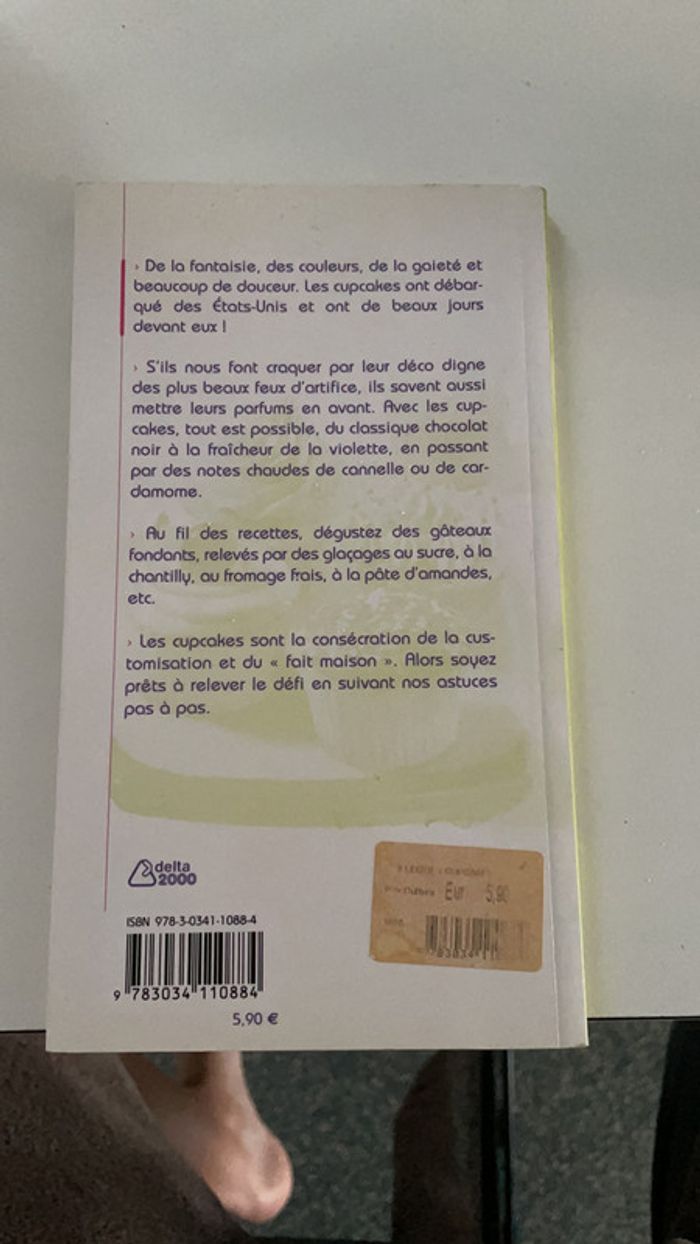 › De la fantaisie, des couleurs, de la gaieté et
beaucoup de douceur. Les cupcakes ont débar-
qué des États-Unis et ont de beaux jours
devant eux !
› S'ils nous font craquer par leur déco digne
des plus beaux feux d'artifice, ils savent aussi
mettre leurs parfums en avant. Avec les cup-
cakes, tout est possible, du classique chocolat
noir à la fraîcheur de la violette, en passant
par des notes chaudes de cannelle ou de car-
damome.
› Au fil des recettes, dégustez des gâteaux
fondants, relevés par des glaçages au sucre, à la
chantilly, au fromage frais, à la pâte d'amandes,
etc.
› Les cupcakes sont la consécration de la cus-
tomisation et du « fait maison ». Alors soyez
prêts à relever le défi en suivant nos astuces
pas à pas.
delta
2000
ISBN 978-3-0341-1088-4
9 783034 110884
5,90 €
Eur 5,90